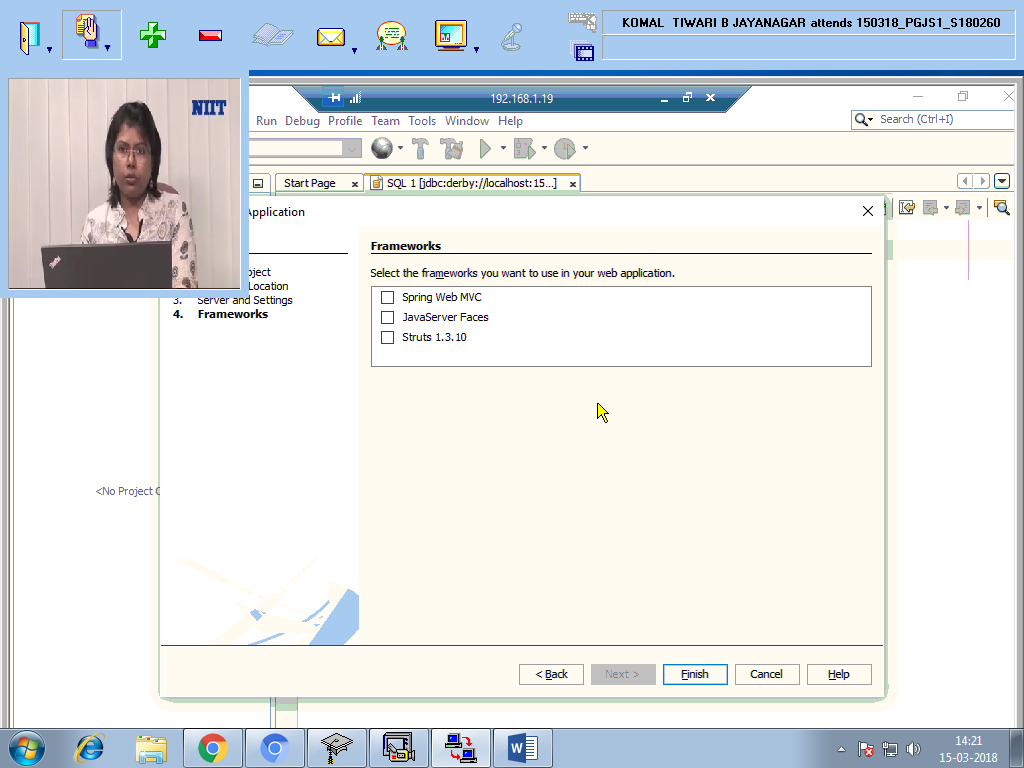 KOMAL TIWARI B JAYANAGAR attends 150318_PGJS1_S180260
NIIT
192.168.1.19
Run Debug Profile Team Tools Window Help
Search (Ctrl+I)
Start Page
SQL 1 [jdbc:derby://localhost:15...]
Application
Frameworks
Select the frameworks you want to use in your web application.
Location
3. Server and Settings
4. Frameworks
Spring Web MVC
JavaServer Faces
Struts 1.3.10
<No Project
< Back
Next >
Finish
Cancel
Help
14:21
15-03-2018